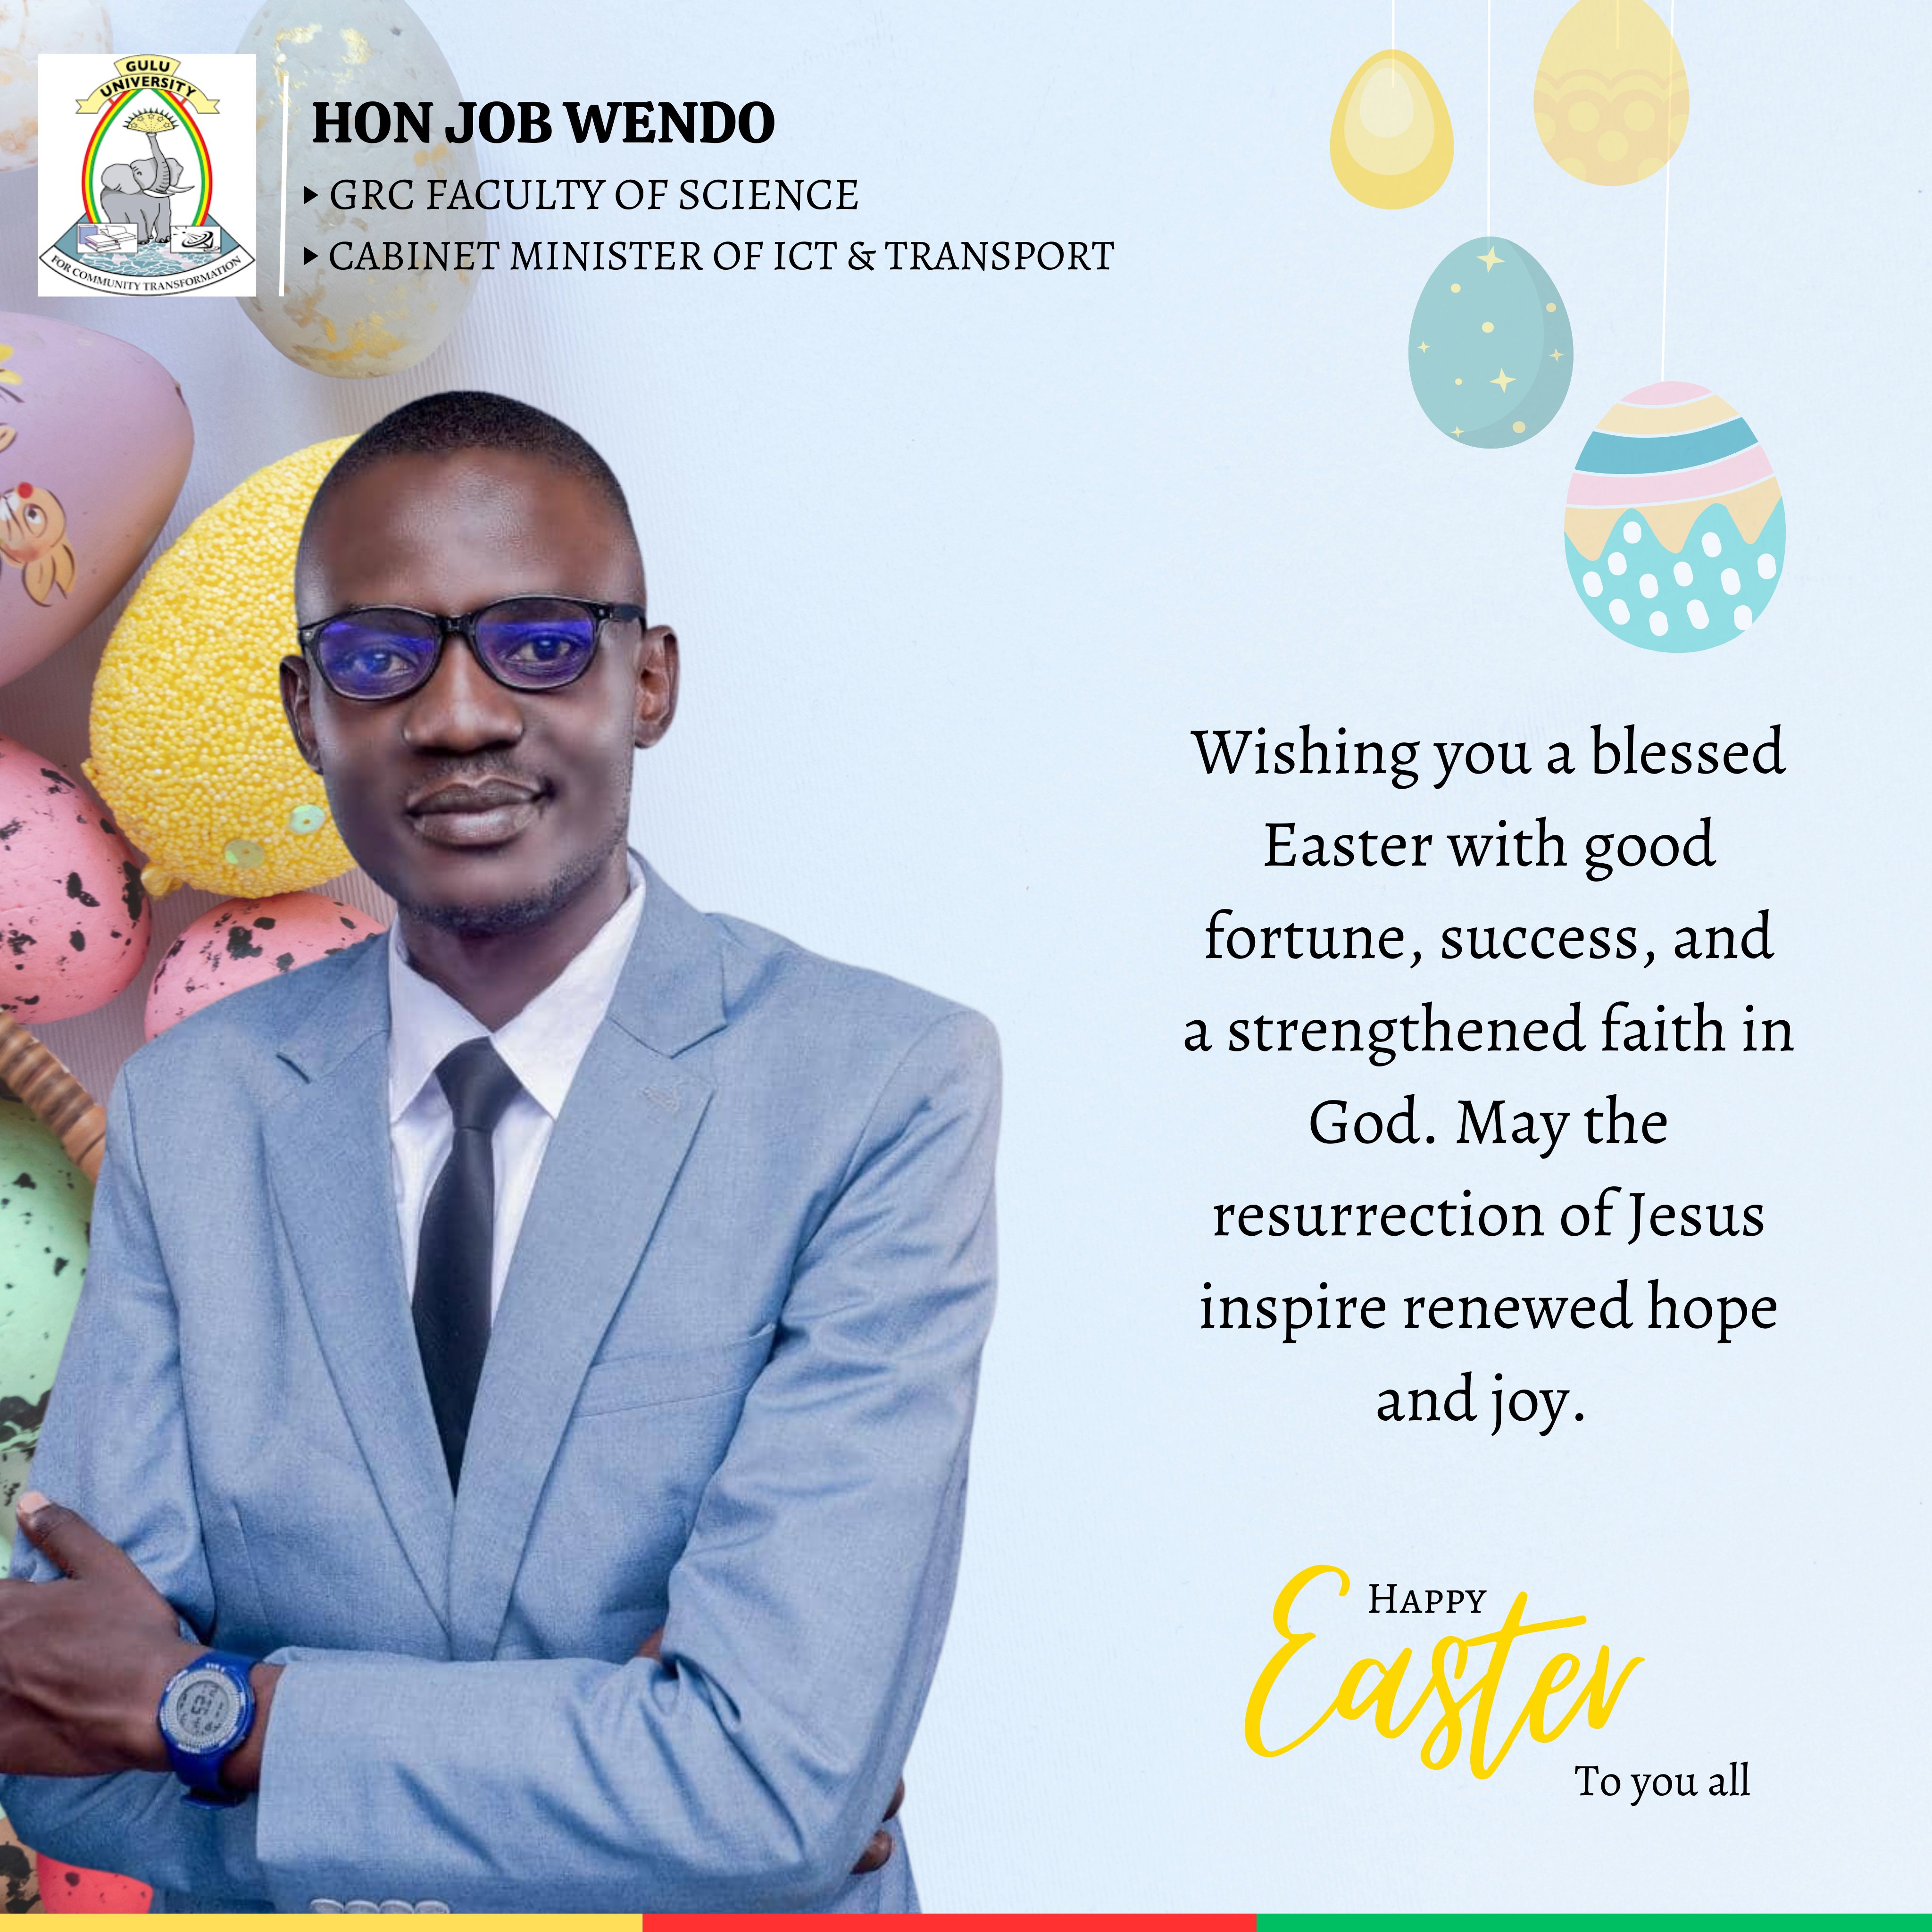 GULU
UNIVERSITY
FOR COMMUNITY TRANSFORMATION
HON JOB WENDO
GRC FACULTY OF SCIENCE
CABINET MINISTER OF ICT & TRANSPORT
Wishing you a blessed
Easter with good
fortune, success, and
a strengthened faith in
God. May the
resurrection of Jesus
inspire renewed hope
and joy.
HAPPY
Easter
To you all